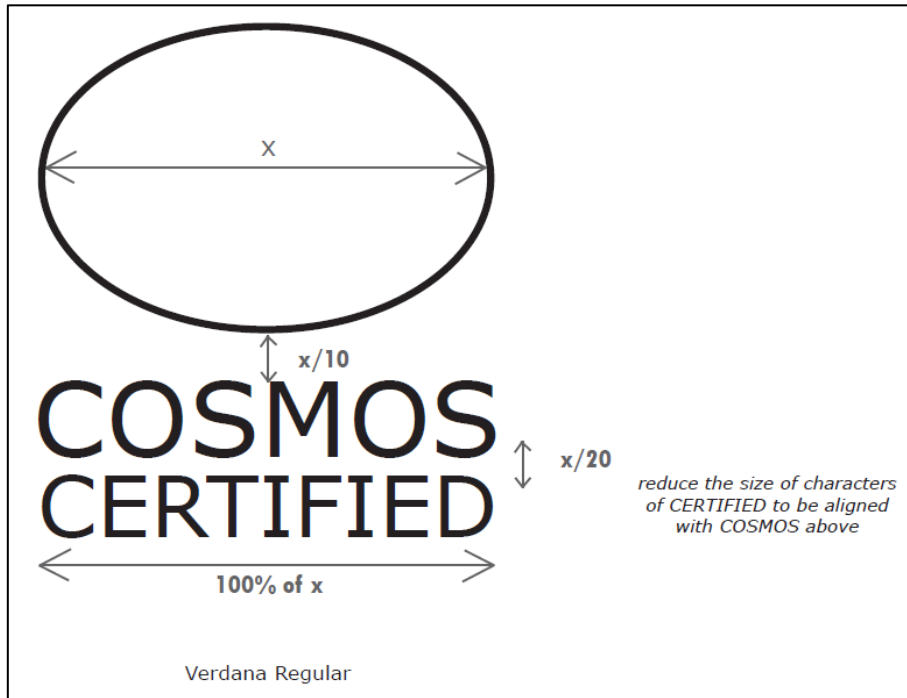 x
x/10
COSMOS
x/20
CERTIFIED
reduce the size of characters
of CERTIFIED to be aligned
with COSMOS above
100% of x
Verdana Regular